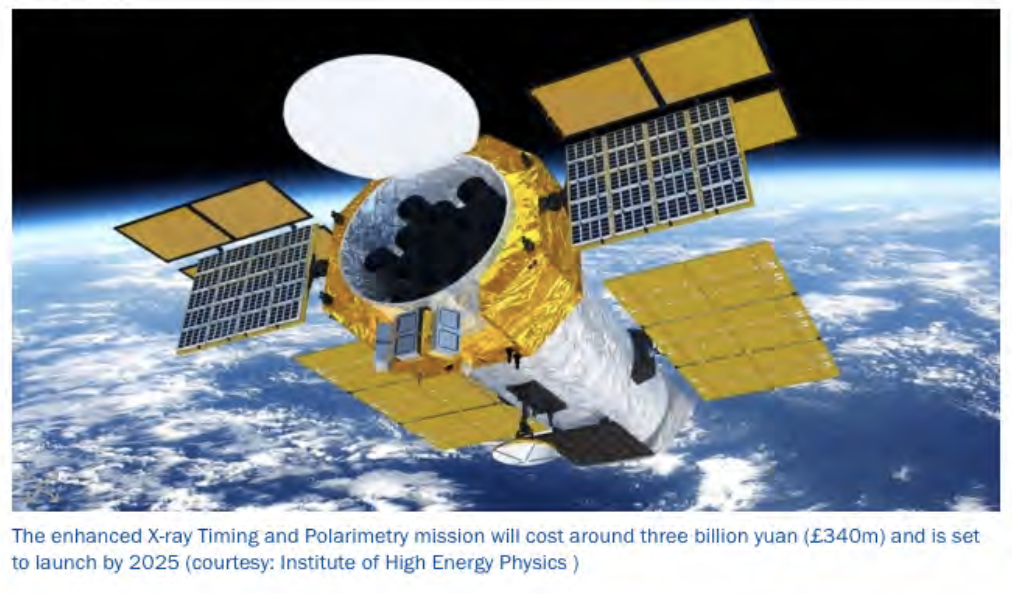 The enhanced X-ray Timing and Polarimetry mission will cost around three billion yuan (£340m) and is set
to launch by 2025 (courtesy: Institute of High Energy Physics )